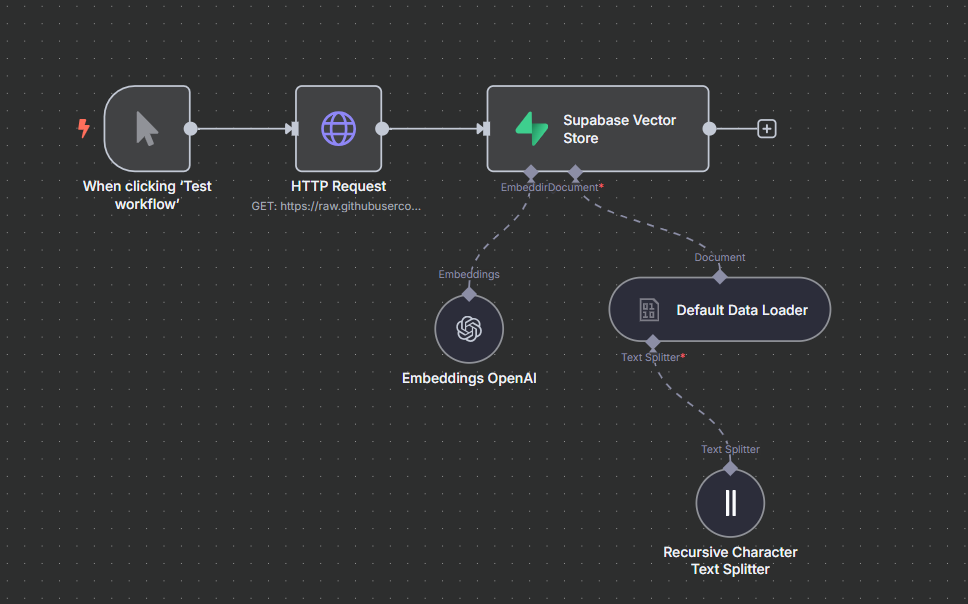 Supabase Vector
Store
When clicking ‘Test
workflow’
HTTP Request
GET: https://raw.githubuserco...
EmbeddirDocument*
Document
Embeddings
Default Data Loader
Text Splitter*
Embeddings OpenAI
Text Splitter
Recursive Character
Text Splitter